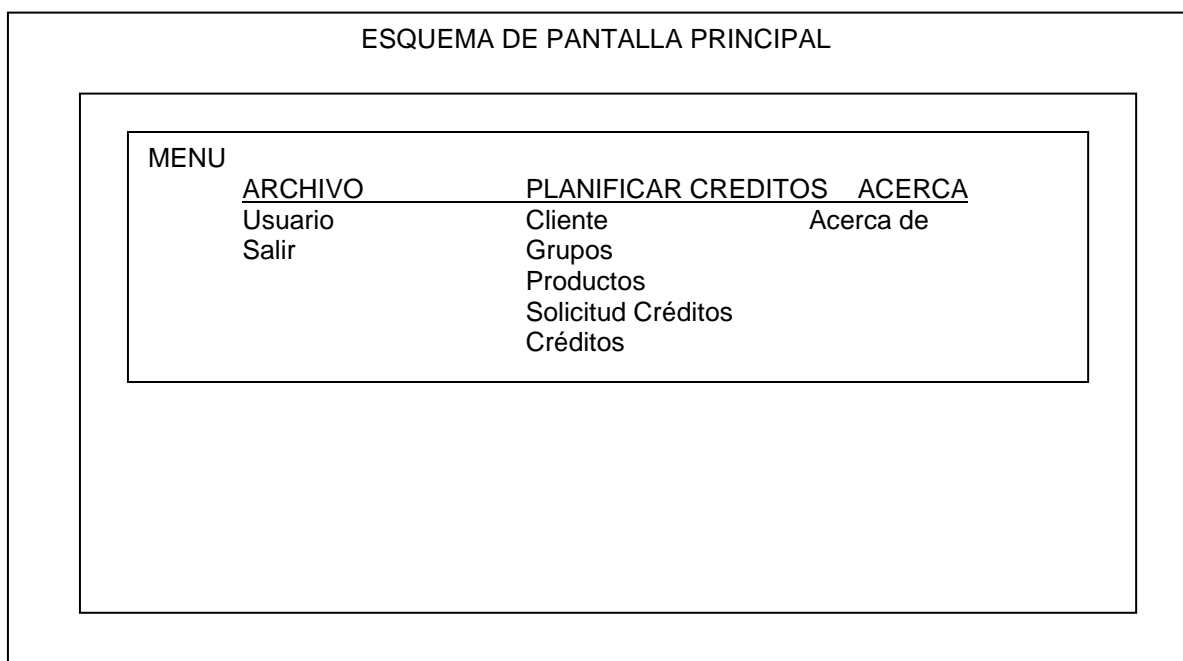 ESQUEMA DE PANTALLA PRINCIPAL
MENU
ARCHIVO PLANIFICAR CREDITOS ACERCA
Usuario Cliente Acerca de
Salir Grupos
Productos
Solicitud Créditos
Créditos